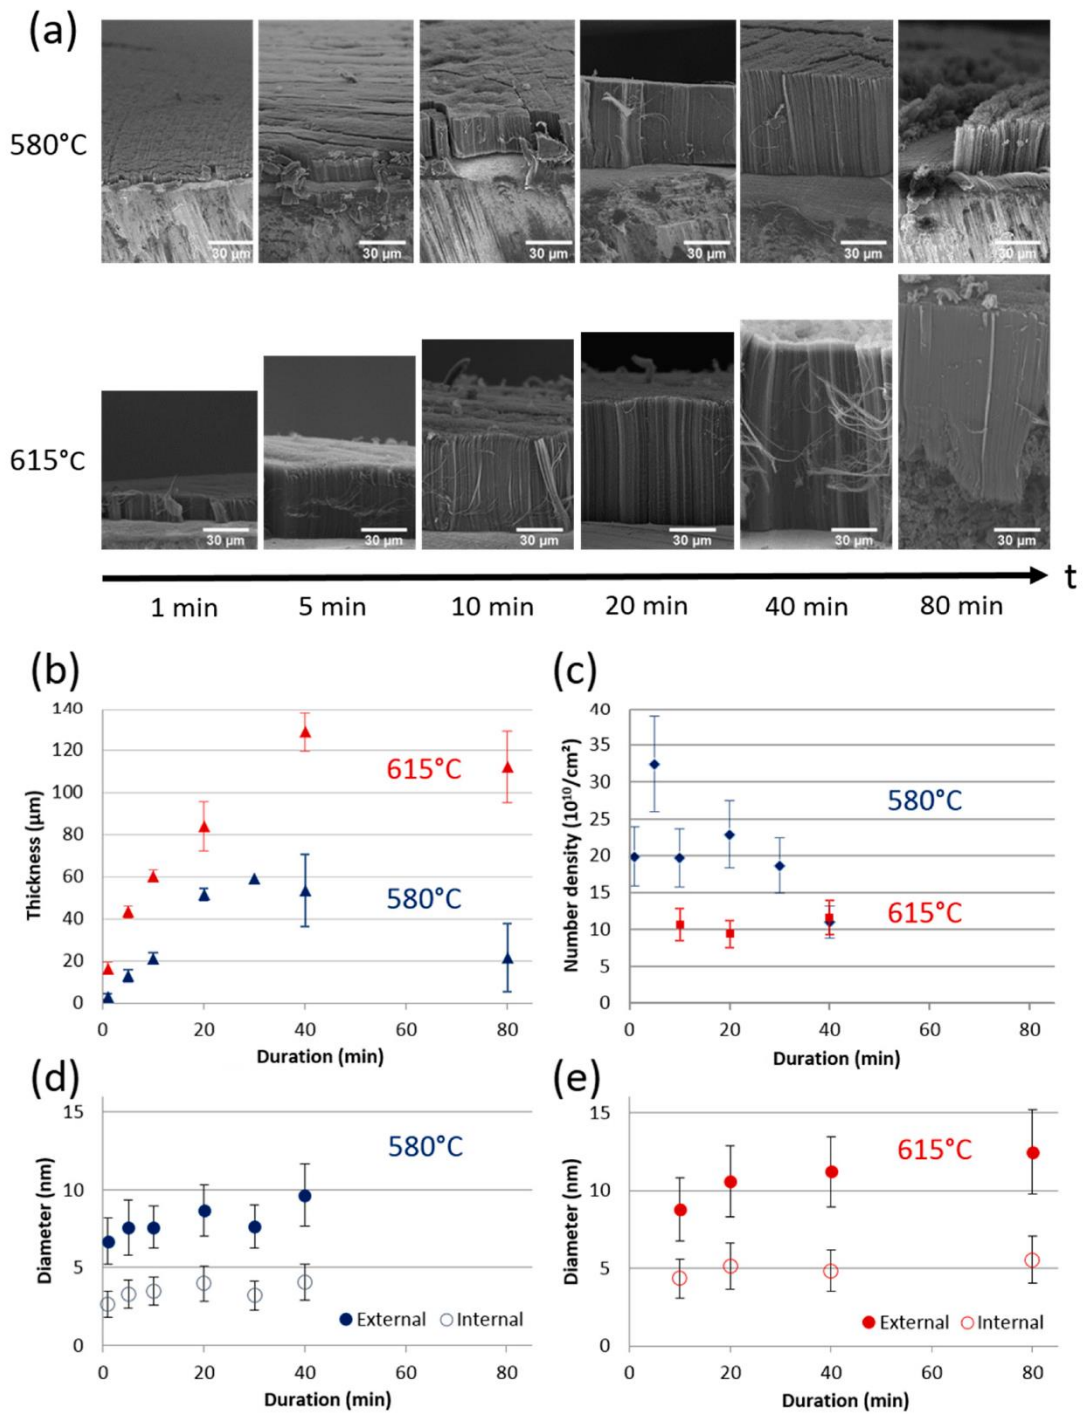 (a)
580°C
30 µm
30 µm
30 µm
30 µm
30 µm
30 µm
615°C
30 µm
30 µm
30 µm
30 µm
30 µm
30 µm
t
1 min
5 min
10 min
20 min
40 min
80 min
(b)
140
120
100
80
60
40
20
0
0
20
40
60
80
Thickness (µm)
Duration (min)
615°C
580°C
(c)
40
35
30
25
20
15
10
5
0
0
20
40
60
80
Number density (10¹⁰/cm²)
Duration (min)
580°C
615°C
(d)
15
10
5
0
0
20
40
60
80
Diameter (nm)
Duration (min)
580°C
External
Internal
(e)
15
10
5
0
0
20
40
60
80
Diameter (nm)
Duration (min)
615°C
External
Internal